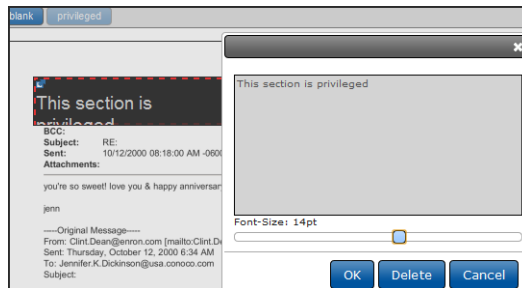 blank privileged
This section is
privileged
BCC:
Subject: RE:
Sent: 10/12/2000 08:18:00 AM -0600
Attachments:
you're so sweet! love you & happy anniversar
jenn
-----Original Message-----
From: Clint.Dean@enron.com [mailto:Clint.D
Sent: Thursday, October 12, 2000 6:34 AM
To: Jennifer.K.Dickinson@usa.conoco.com
Subject:
This section is privileged
Font-Size: 14pt
OK Delete Cancel